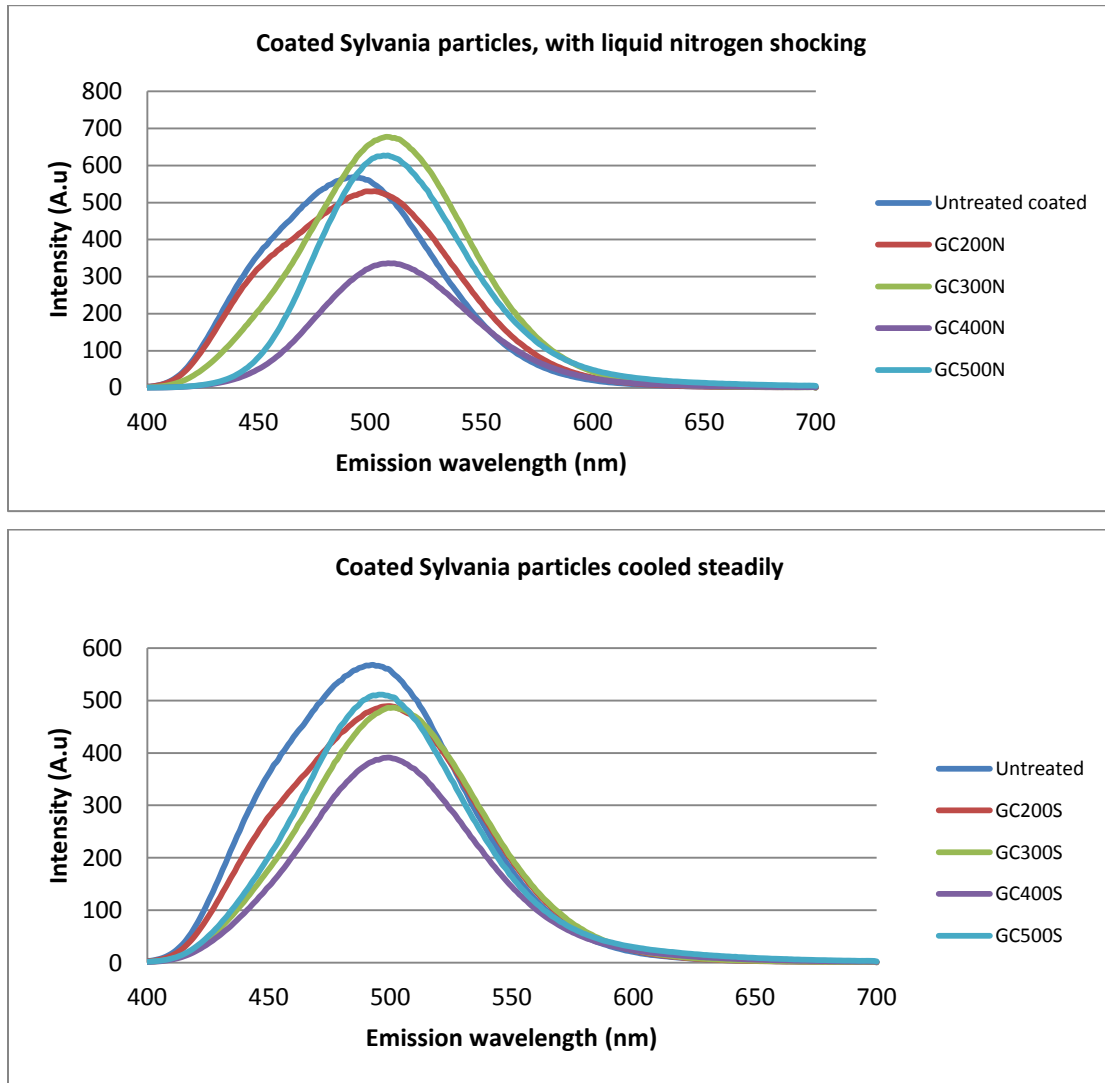 Coated Sylvania particles, with liquid nitrogen shocking
800
700
600
500
400
300
200
100
0
400 450 500 550 600 650 700
Intensity (A.u)
Emission wavelength (nm)
Untreated coated
GC200N
GC300N
GC400N
GC500N
Coated Sylvania particles cooled steadily
600
500
400
300
200
100
0
400 450 500 550 600 650 700
Intensity (A.u)
Emission wavelength (nm)
Untreated
GC200S
GC300S
GC400S
GC500S